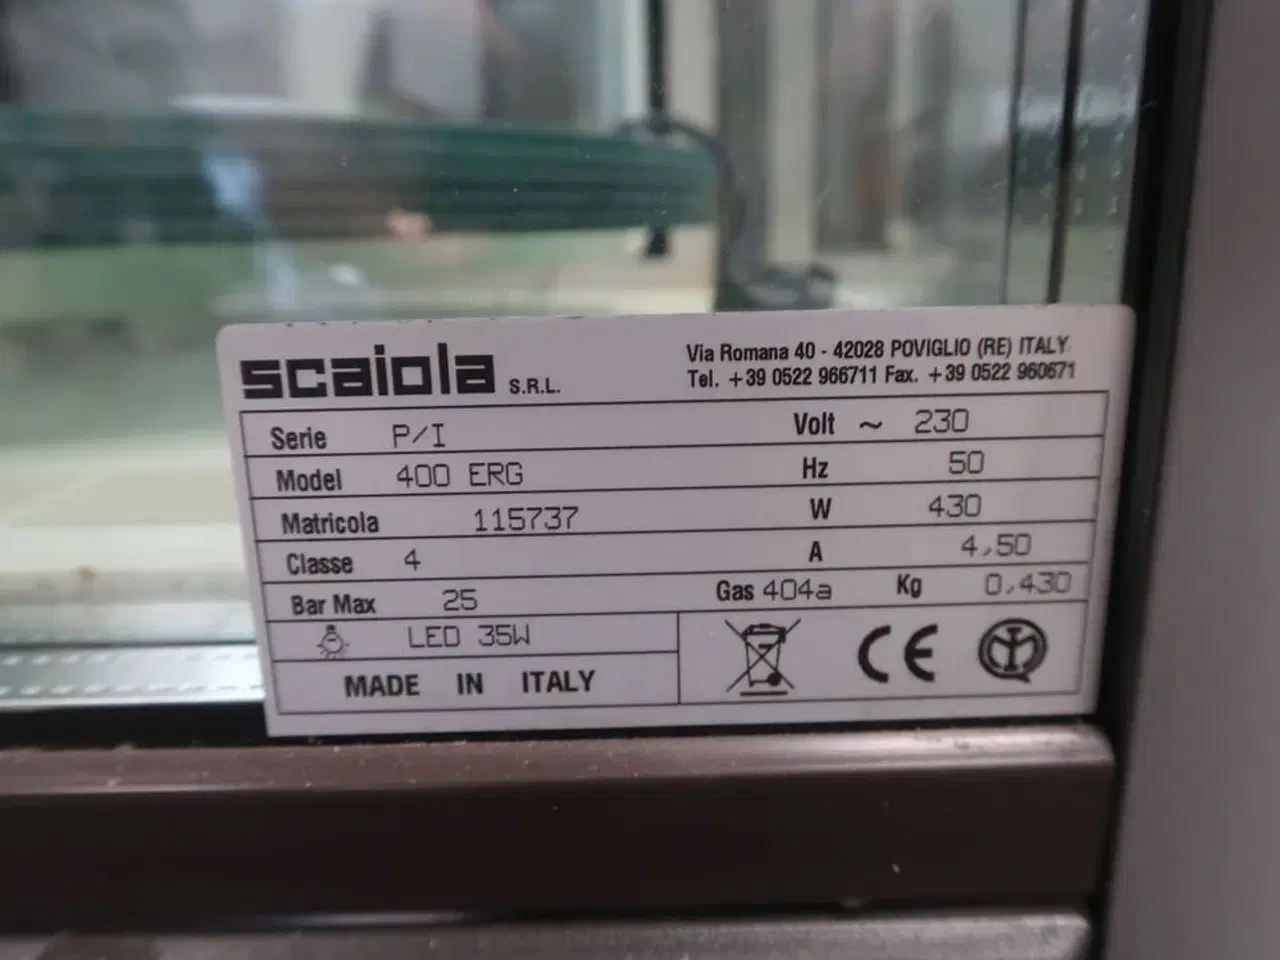 scaiola S.R.L.
Via Romana 40 - 42028 POVIGLIO (RE) ITALY
Tel. +39 0522 966711 Fax. +39 0522 960671
Serie P/I Volt ~ 230
Model 400 ERG Hz 50
Matricola 115737 W 430
Classe 4 A 4,50
Bar Max 25 Gas 404a Kg 0,430
LED 35W
MADE IN ITALY
CE